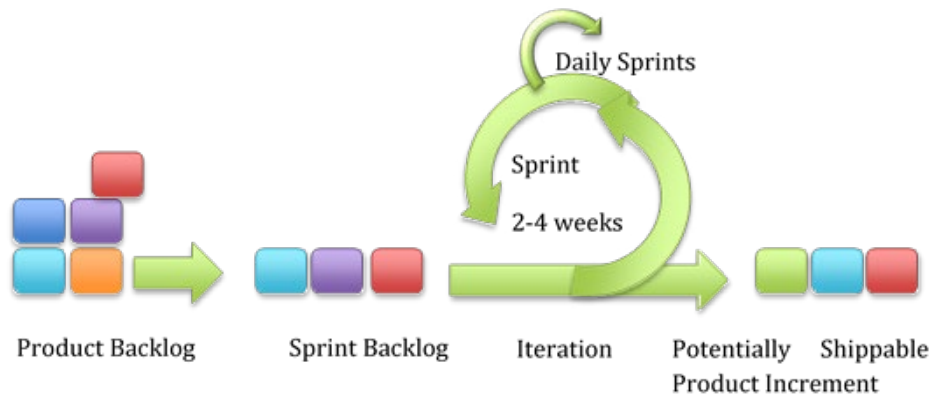 Daily Sprints
Sprint
2-4 weeks
Product Backlog
Sprint Backlog
Iteration
Potentially Shippable
Product Increment